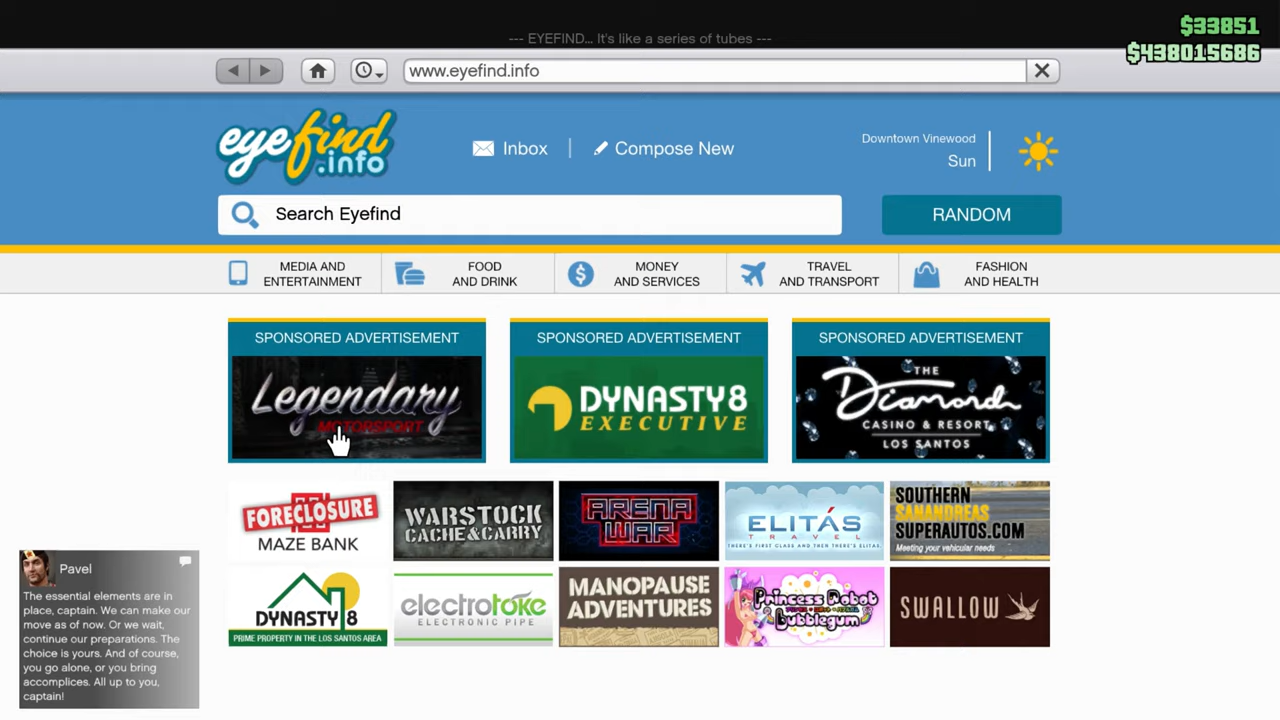 $33851
--- EYEFIND... It's like a series of tubes ---
$438015686
www.eyefind.info
eyefind
.info
Inbox
Compose New
Downtown Vinewood
Sun
Search Eyefind
RANDOM
MEDIA AND
ENTERTAINMENT
FOOD
AND DRINK
MONEY
AND SERVICES
TRAVEL
AND TRANSPORT
FASHION
AND HEALTH
SPONSORED ADVERTISEMENT
Legendary
MOTORSPORT
SPONSORED ADVERTISEMENT
DYNASTY8
EXECUTIVE
SPONSORED ADVERTISEMENT
THE
Diamond
CASINO & RESORT
LOS SANTOS
FORECLOSURE
MAZE BANK
WARSTOCK
CACHE&CARRY
ARENA
WAR
ELITÁS
TRAVEL
THERE'S FIRST CLASS AND THEN THERE'S ELITAS.
SOUTHERN
SANANDREAS
SUPERAUTOS.COM
Meeting your vehicular needs
DYNASTY 8
PRIME PROPERTY IN THE LOS SANTOS AREA
electrotoke
ELECTRONIC PIPE
MANOPAUSE
ADVENTURES
Princess Robot
Bubblegum
SWALLOW
Pavel
The essential elements are in
place, captain. We can make our
move as of now. Or we wait,
continue our preparations. The
choice is yours. And of course,
you go alone, or you bring
accomplices. All up to you,
captain!